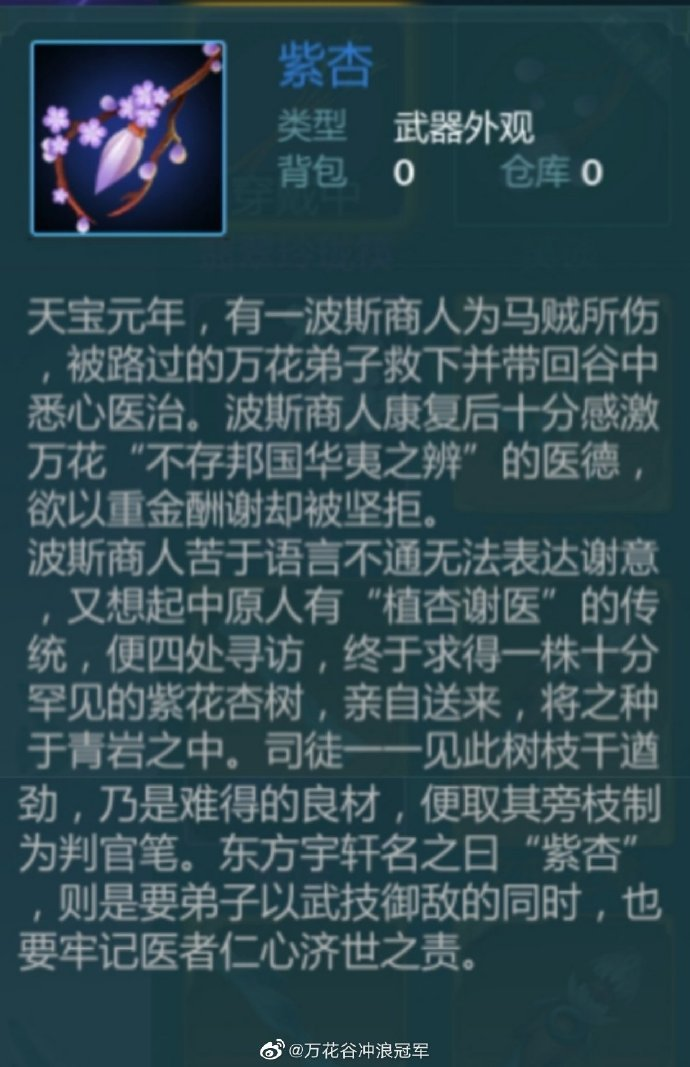 紫杏
类型 武器外观
背包 0 仓库 0
穿戴中
天宝元年，有一波斯商人为马贼所伤
，被路过的万花弟子救下并带回谷中
悉心医治。波斯商人康复后十分感激
万花“不存邦国华夷之辨”的医德，
欲以重金酬谢却被坚拒。
波斯商人苦于语言不通无法表达谢意
，又想起中原人有“植杏谢医”的传
统，便四处寻访，终于求得一株十分
罕见的紫花杏树，亲自送来，将之种
于青岩之中。司徒一一见此树枝干遒
劲，乃是难得的良材，便取其旁枝制
为判官笔。东方宇轩名之曰“紫杏”
，则是要弟子以武技御敌的同时，也
要牢记医者仁心济世之责。
@万花谷冲浪冠军